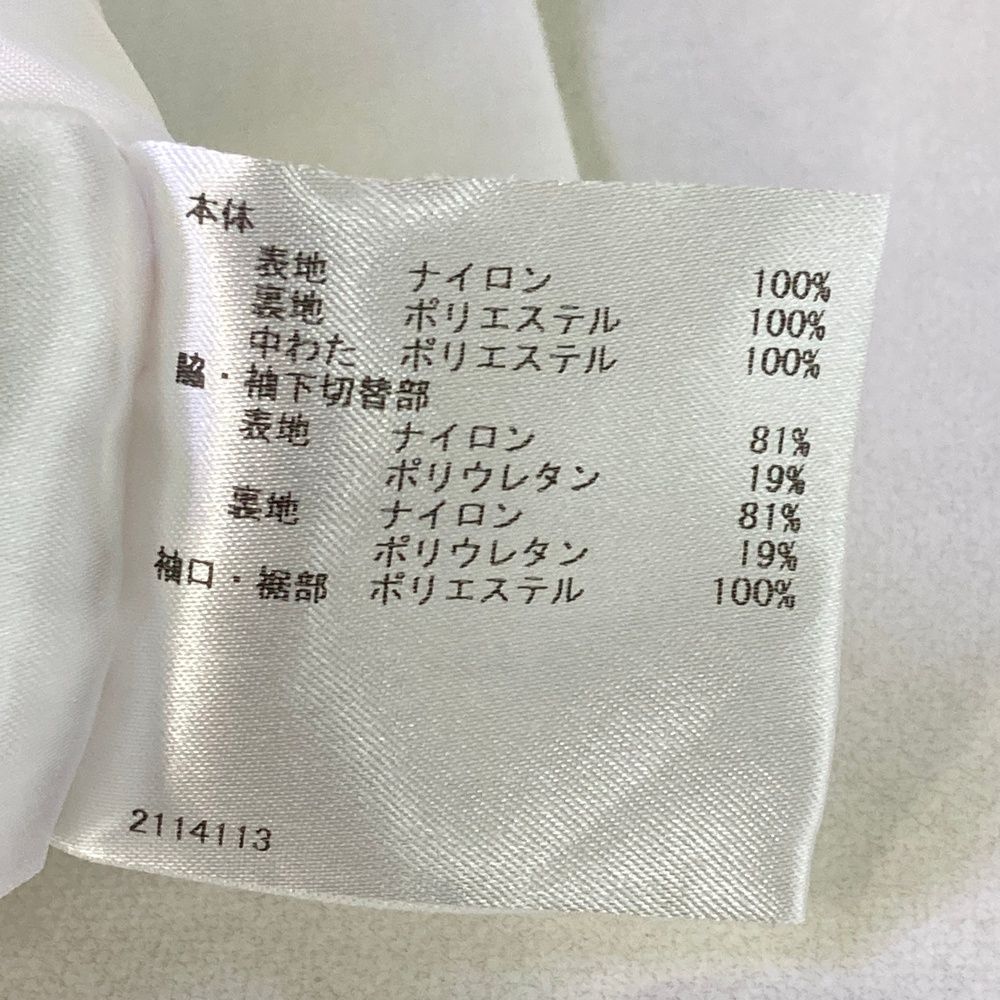 本体
表地 ナイロン 100%
裏地 ポリエステル 100%
中わた ポリエステル 100%
脇・袖下切替部
表地 ナイロン 81%
ポリウレタン 19%
裏地 ナイロン 81%
ポリウレタン 19%
袖口・裾部 ポリエステル 100%
2114113